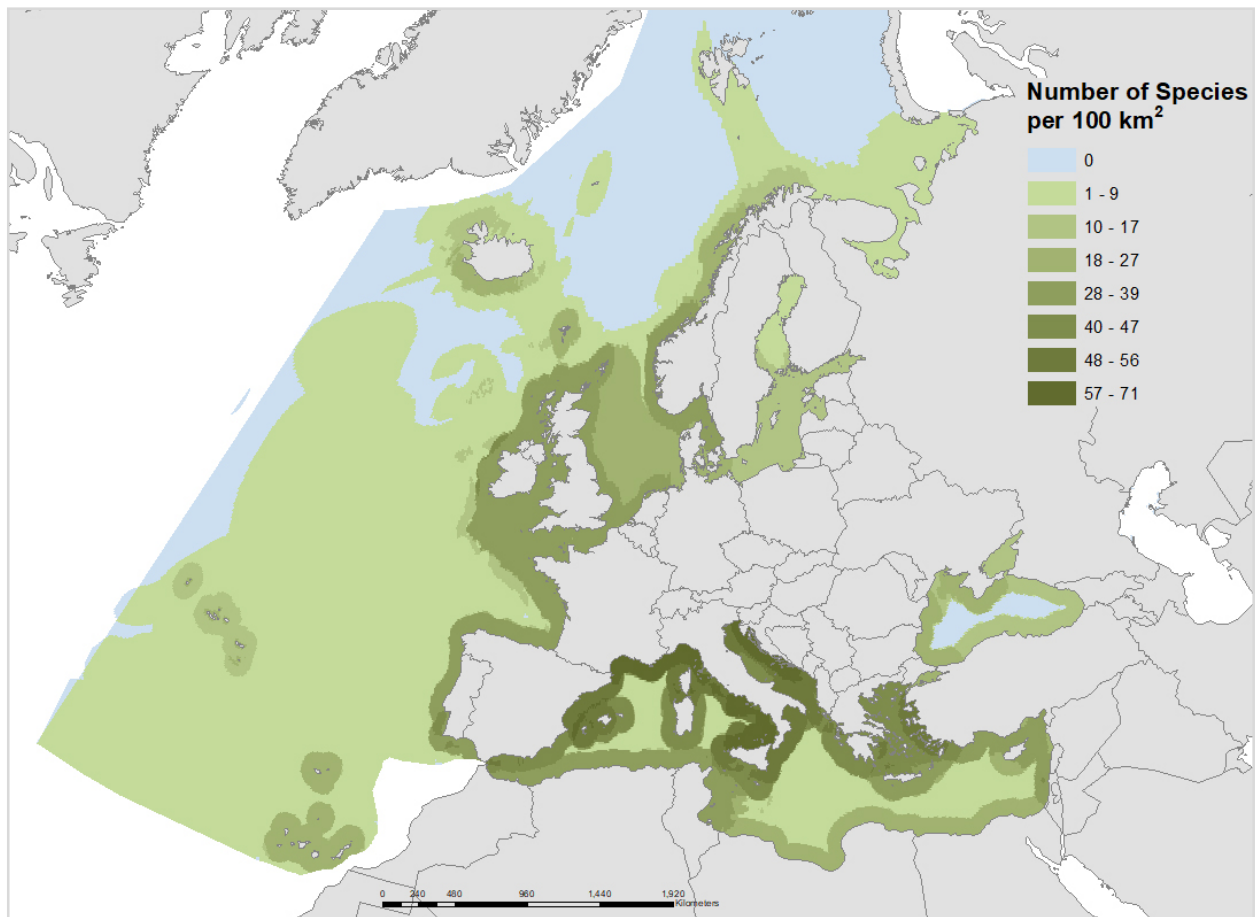 Number of Species
per 100 km²
0
1 - 9
10 - 17
18 - 27
28 - 39
40 - 47
48 - 56
57 - 71
0 240 480 960 1,440 1,920
Kilometers